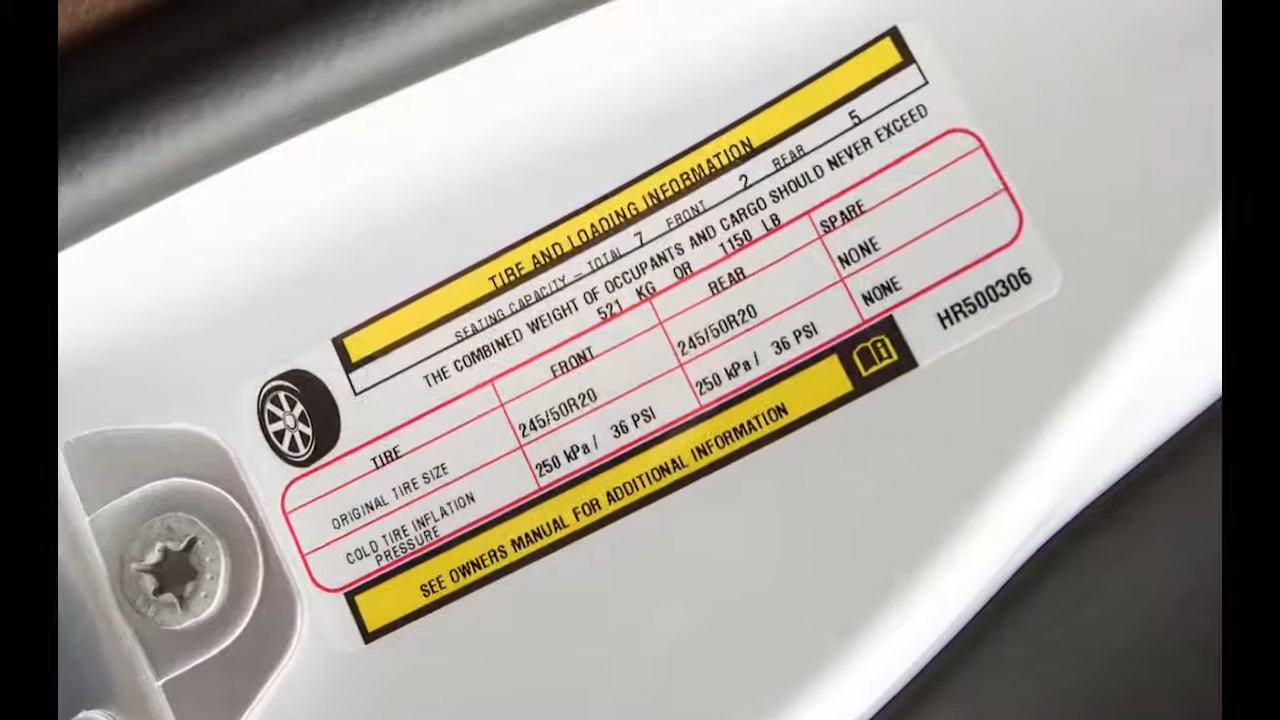 TIRE AND LOADING INFORMATION
SEATING CAPACITY – TOTAL 7 FRONT 2 REAR 5
THE COMBINED WEIGHT OF OCCUPANTS AND CARGO SHOULD NEVER EXCEED
521 KG OR 1150 LB
TIRE FRONT REAR SPARE
ORIGINAL TIRE SIZE 245/50R20 245/50R20 NONE
COLD TIRE INFLATION PRESSURE 250 kPa / 36 PSI 250 kPa / 36 PSI NONE
SEE OWNERS MANUAL FOR ADDITIONAL INFORMATION
HR500306